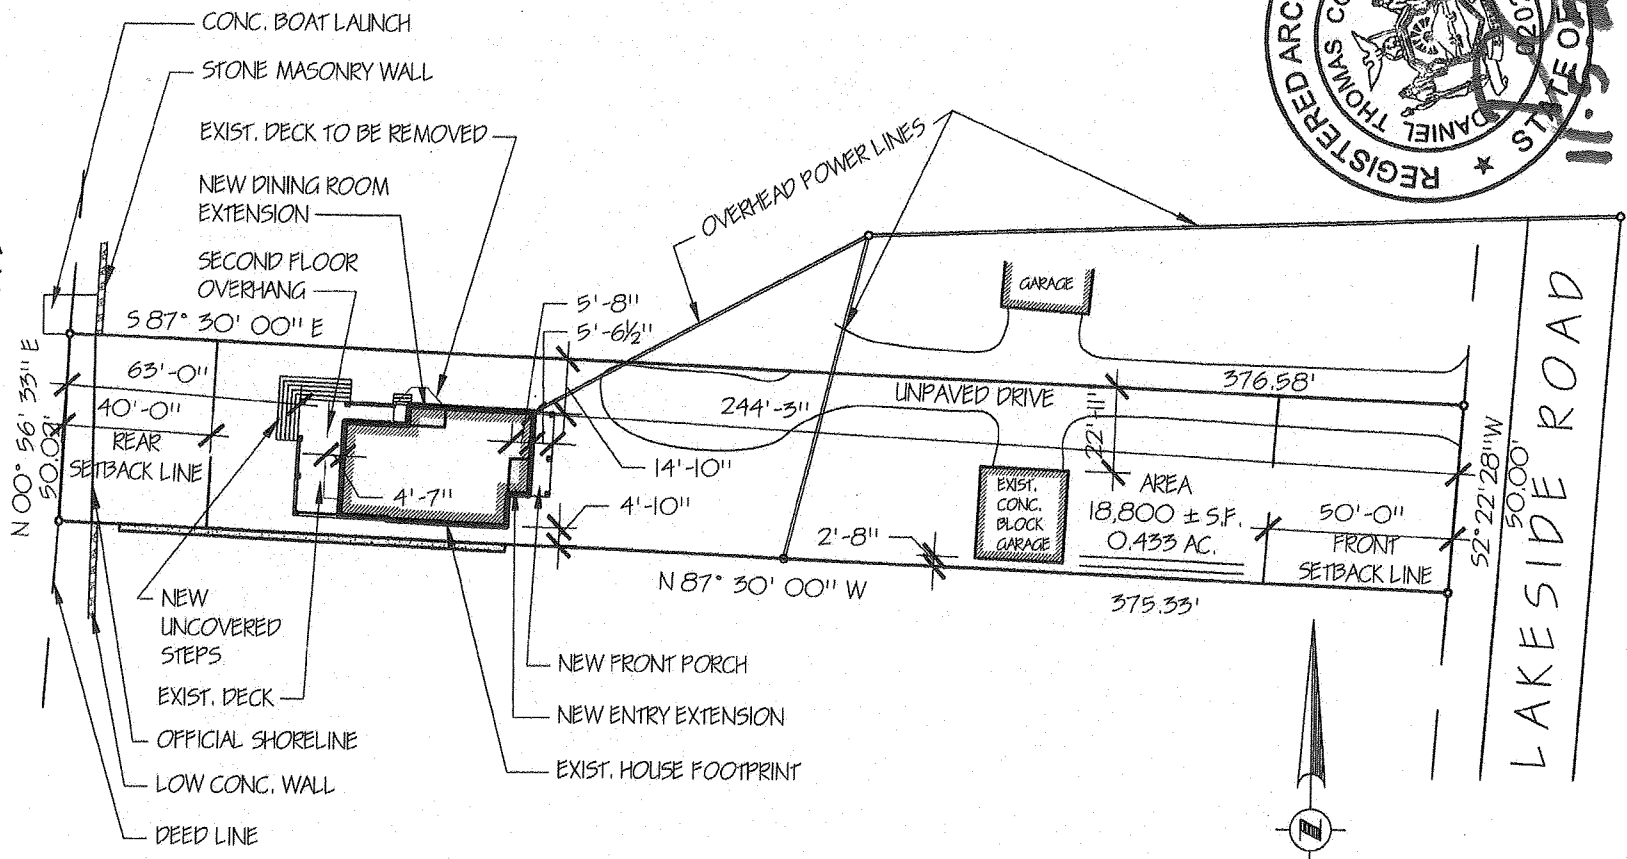 CONC. BOAT LAUNCH
STONE MASONRY WALL
EXIST. DECK TO BE REMOVED
NEW DINING ROOM
EXTENSION
SECOND FLOOR
OVERHANG
OVERHEAD POWER LINES
REGISTERED ARC
STATE OF
DANIEL THOMAS CO
020
GARAGE
S 87° 30' 00" E
5'-8"
5'-6½"
N 00° 56' 33" E
50.08'
63'-0"
40'-0"
REAR
SETBACK LINE
376.58'
UNPAVED DRIVE
244'-3"
22'-11"
14'-10"
4'-7"
4'-10"
2'-8"
EXIST.
CONC.
BLOCK
GARAGE
AREA
18,800 ± S.F.
0.433 AC.
50'-0"
FRONT
SETBACK LINE
S2° 22' 28" W
50.00'
LAKESIDE ROAD
N 87° 30' 00" W
375.33'
NEW
UNCOVERED
STEPS
EXIST. DECK
OFFICIAL SHORELINE
LOW CONC. WALL
DEED LINE
NEW FRONT PORCH
NEW ENTRY EXTENSION
EXIST. HOUSE FOOTPRINT
N